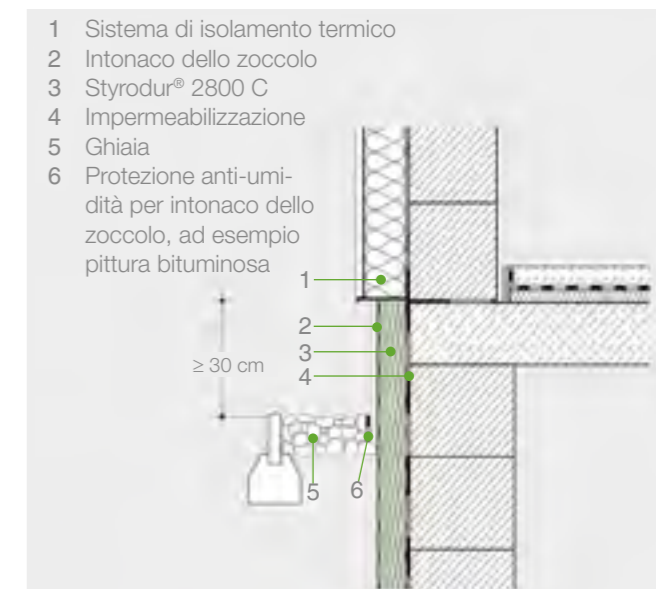 1 Sistema di isolamento termico
2 Intonaco dello zoccolo
3 Styrodur® 2800 C
4 Impermeabilizzazione
5 Ghiaia
6 Protezione anti-umi-
dità per intonaco dello
zoccolo, ad esempio
pittura bituminosa
1
2
3
≥ 30 cm
4
5
6